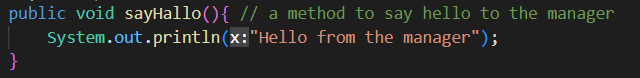 public void sayHallo(){ // a method to say hello to the manager
System.out.println(x:"Hello from the manager");
}